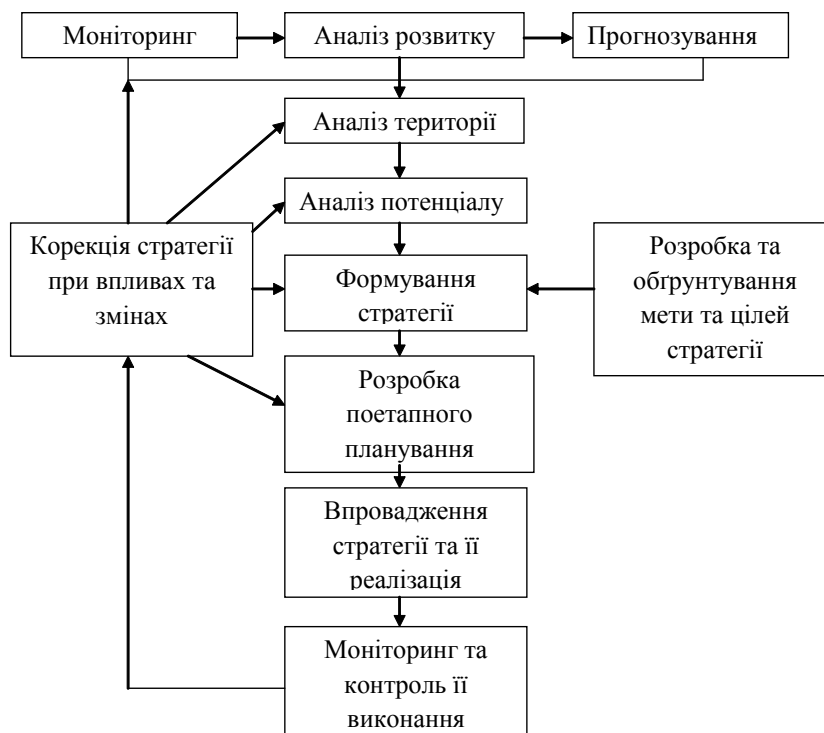 Моніторинг
Аналіз розвитку
Прогнозування
Аналіз території
Аналіз потенціалу
Корекція стратегії
при впливах та
змінах
Формування
стратегії
Розробка та
обґрунтування
мети та цілей
стратегії
Розробка
поетапного
планування
Впровадження
стратегії та її
реалізація
Моніторинг та
контроль її
виконання